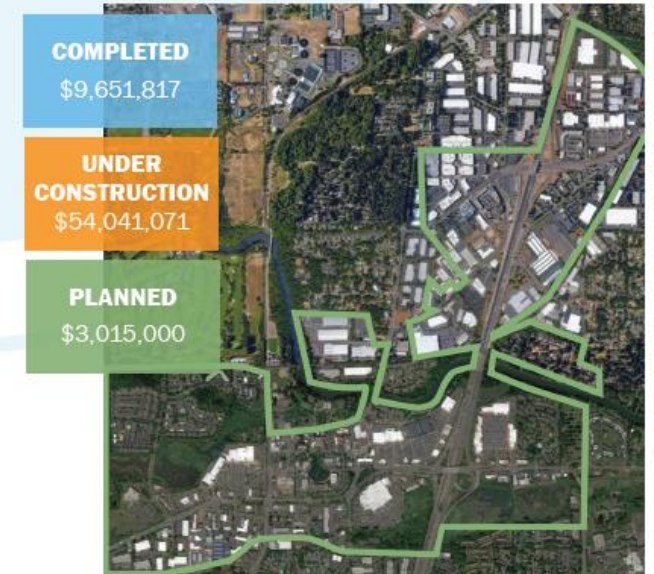 COMPLETED
$9,651,817
UNDER
CONSTRUCTION
$54,041,071
PLANNED
$3,015,000